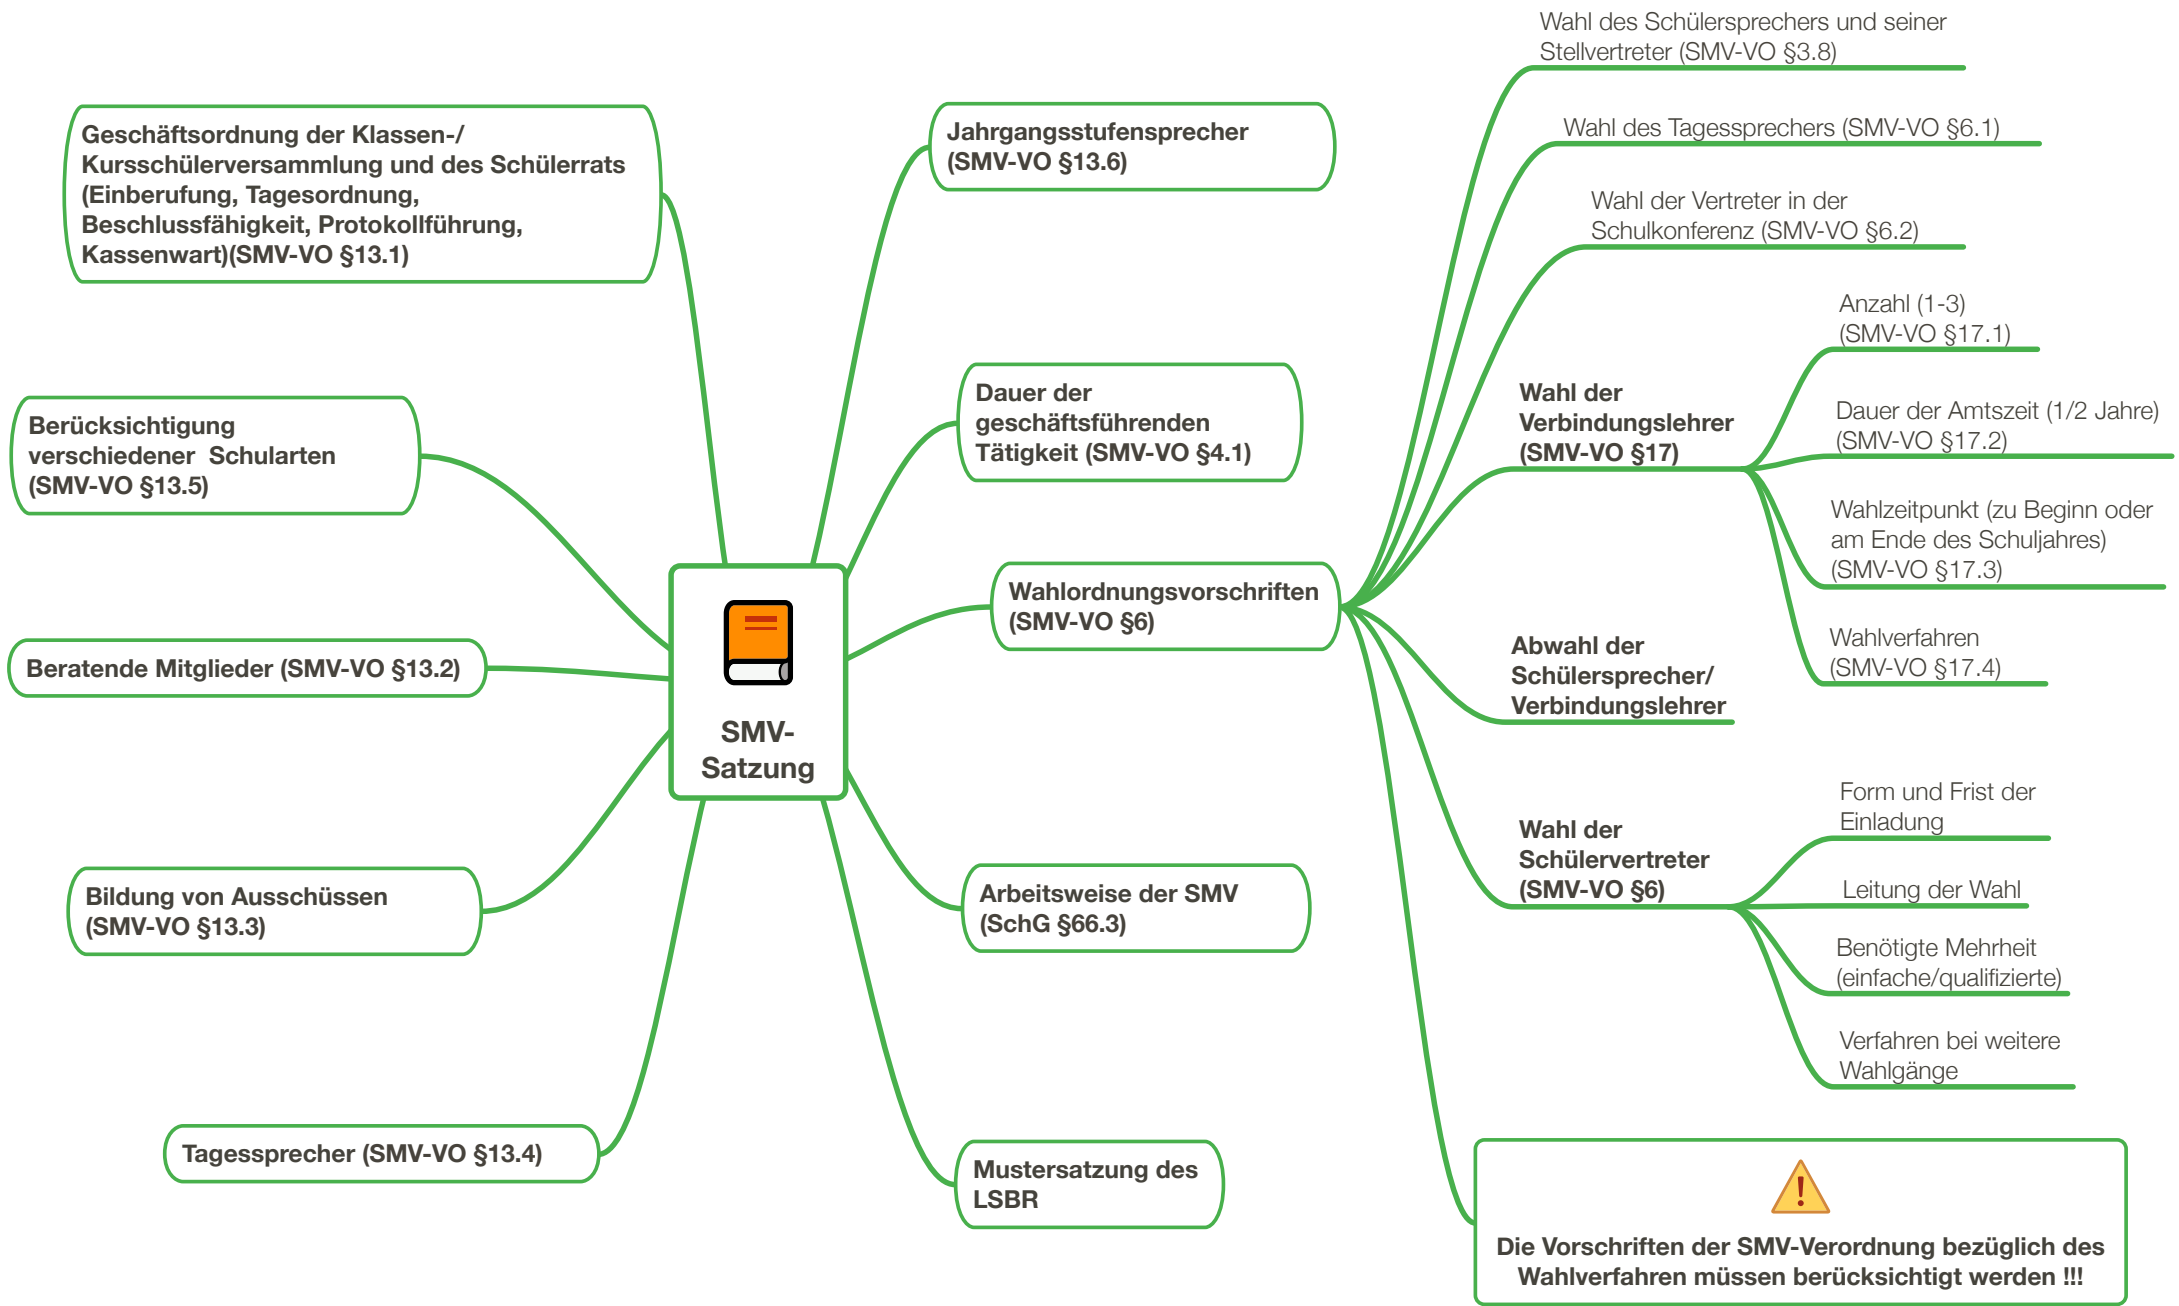 Geschäftsordnung der Klassen-/
Kursschülerversammlung und des Schülerrats
(Einberufung, Tagesordnung,
Beschlussfähigkeit, Protokollführung,
Kassenwart)(SMV-VO §13.1)
Berücksichtigung
verschiedener Schularten
(SMV-VO §13.5)
Beratende Mitglieder (SMV-VO §13.2)
Bildung von Ausschüssen
(SMV-VO §13.3)
Tagessprecher (SMV-VO §13.4)
SMV-
Satzung
Jahrgangsstufensprecher
(SMV-VO §13.6)
Dauer der
geschäftsführenden
Tätigkeit (SMV-VO §4.1)
Wahlordnungsvorschriften
(SMV-VO §6)
Arbeitsweise der SMV
(SchG §66.3)
Mustersatzung des
LSBR
Wahl des Schülersprechers und seiner
Stellvertreter (SMV-VO §3.8)
Wahl des Tagessprechers (SMV-VO §6.1)
Wahl der Vertreter in der
Schulkonferenz (SMV-VO §6.2)
Wahl der
Verbindungslehrer
(SMV-VO §17)
Anzahl (1-3)
(SMV-VO §17.1)
Dauer der Amtszeit (1/2 Jahre)
(SMV-VO §17.2)
Wahlzeitpunkt (zu Beginn oder
am Ende des Schuljahres)
(SMV-VO §17.3)
Wahlverfahren
(SMV-VO §17.4)
Abwahl der
Schülersprecher/
Verbindungslehrer
Wahl der
Schülervertreter
(SMV-VO §6)
Form und Frist der
Einladung
Leitung der Wahl
Benötigte Mehrheit
(einfache/qualifizierte)
Verfahren bei weitere
Wahlgänge
Die Vorschriften der SMV-Verordnung bezüglich des
Wahlverfahren müssen berücksichtigt werden !!!